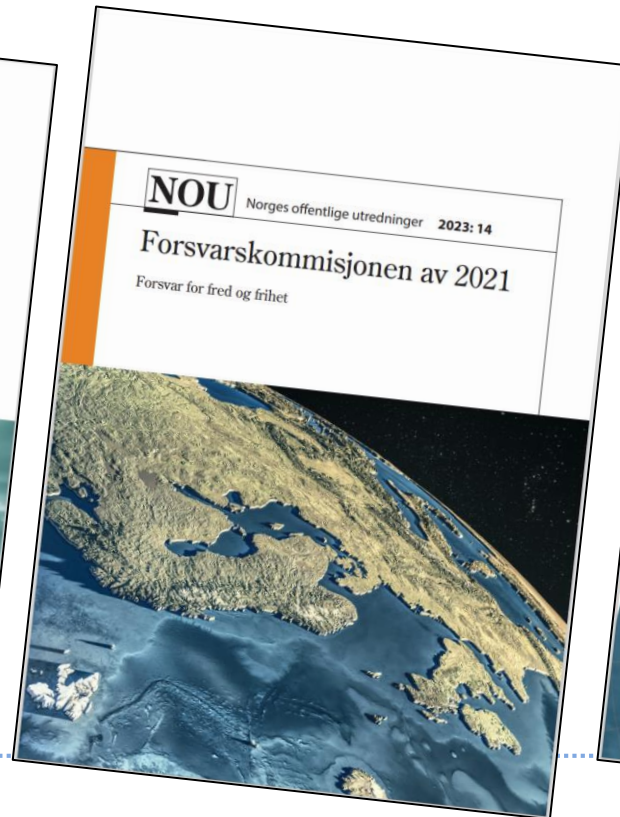 NOU Norges offentlige utredninger 2023: 14
Forsvarskommisjonen av 2021
Forsvar for fred og frihet